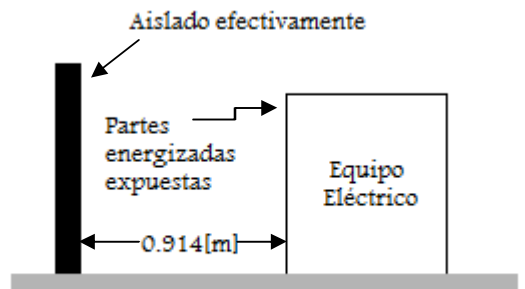 Aislado efectivamente
Partes
energizadas
expuestas
Equipo
Eléctrico
0.914[m]